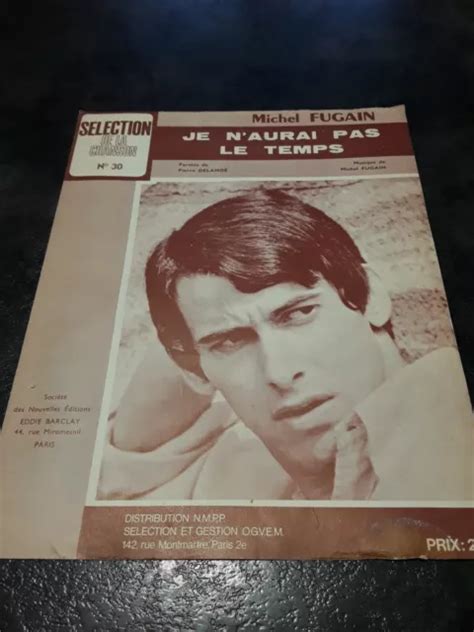 Michel FUGAIN
SELECTION
DE LA
CHANSON
N° 30
JE N'AURAI PAS
LE TEMPS
Paroles de
Pierre DELANOË
Musique de
Michel FUGAIN
Société
des Nouvelles Éditions
EDDIE BARCLAY
44, rue Miromesnil
PARIS
DISTRIBUTION N.M.P.P.
SELECTION ET GESTION O.G.V.E.M.
142, rue Montmartre, Paris 2e
PRIX: 2